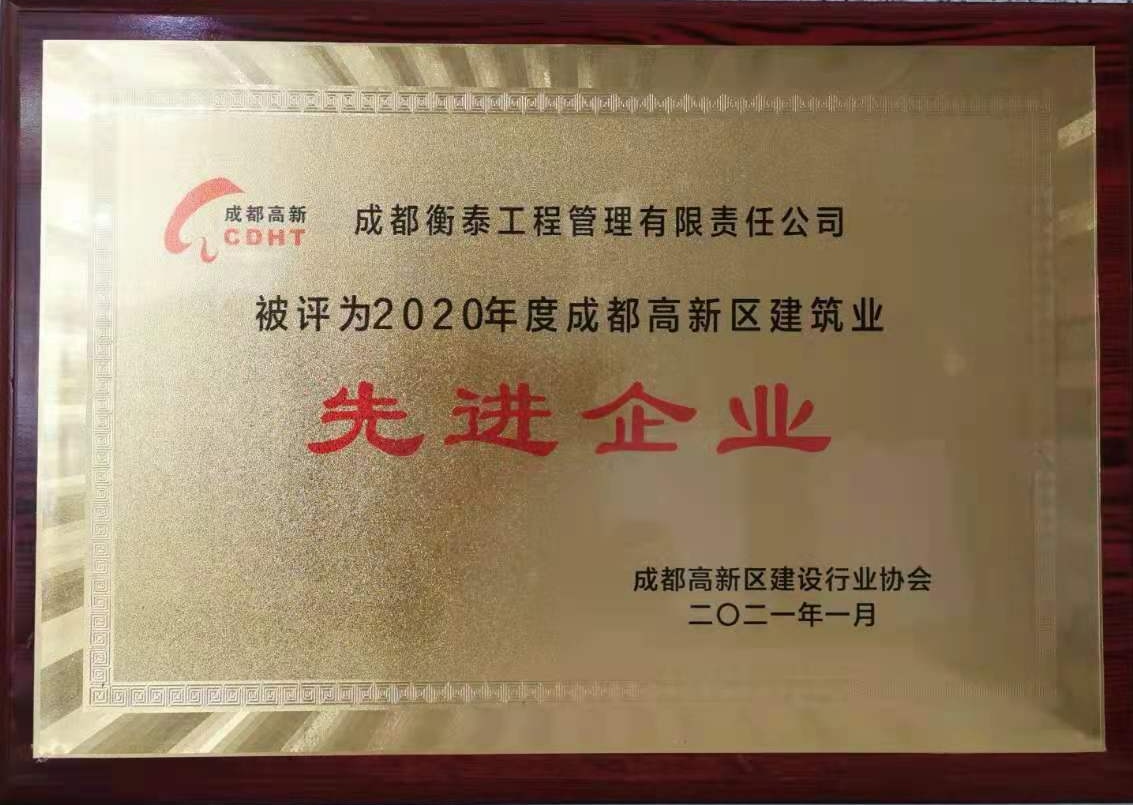 成都高新
CDHT
成都衡泰工程管理有限责任公司
被评为2020年度成都高新区建筑业
先进企业
成都高新区建设行业协会
二〇二一年一月